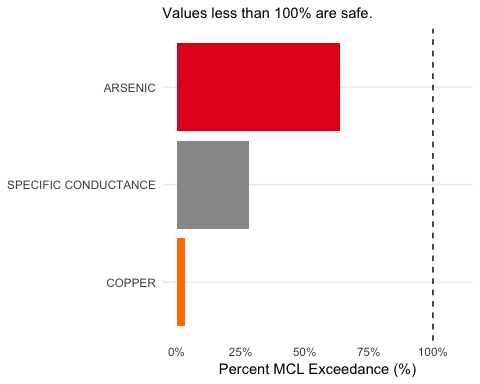 Values less than 100% are safe.
ARSENIC
SPECIFIC CONDUCTANCE
COPPER
0% 25% 50% 75% 100%
Percent MCL Exceedance (%)